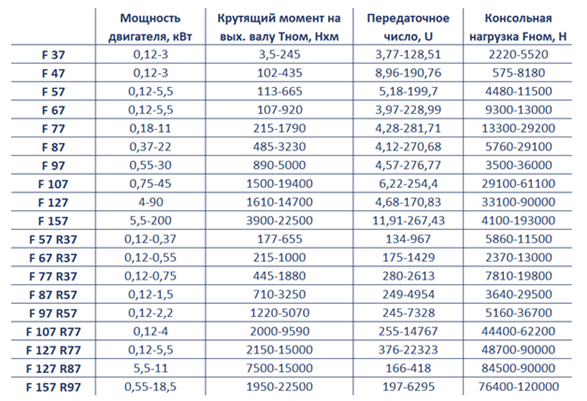 Мощность двигателя, кВт | Крутящий момент на вых. валу Тном, Нхм | Передаточное число, U | Консольная нагрузка Fном, Н
F 37 | 0,12-3 | 3,5-245 | 3,77-128,51 | 2220-5520
F 47 | 0,12-3 | 102-435 | 8,96-190,76 | 575-8180
F 57 | 0,12-5,5 | 113-665 | 5,18-199,7 | 4480-11500
F 67 | 0,12-5,5 | 107-920 | 3,97-228,99 | 9300-13000
F 77 | 0,18-11 | 215-1790 | 4,28-281,71 | 13300-29200
F 87 | 0,37-22 | 485-3230 | 4,12-270,68 | 5760-29100
F 97 | 0,55-30 | 890-5000 | 4,57-276,77 | 3500-36000
F 107 | 0,75-45 | 1500-19400 | 6,22-254,4 | 29100-61100
F 127 | 4-90 | 1610-14700 | 4,68-170,83 | 33100-90000
F 157 | 5,5-200 | 3900-22500 | 11,91-267,43 | 4100-193000
F 57 R37 | 0,12-0,37 | 177-655 | 134-967 | 5860-11500
F 67 R37 | 0,12-0,55 | 215-1000 | 175-1429 | 2370-13000
F 77 R37 | 0,12-0,75 | 445-1880 | 280-2613 | 7810-19800
F 87 R57 | 0,12-1,5 | 710-3250 | 249-4954 | 3640-29500
F 97 R57 | 0,12-2,2 | 1220-5070 | 245-7328 | 5160-36700
F 107 R77 | 0,12-4 | 2000-9590 | 255-14767 | 44400-62200
F 127 R77 | 0,12-5,5 | 2150-15000 | 376-22323 | 48700-90000
F 127 R87 | 5,5-11 | 7500-15000 | 166-418 | 84500-90000
F 157 R97 | 0,55-18,5 | 1950-22500 | 197-6295 | 76400-120000